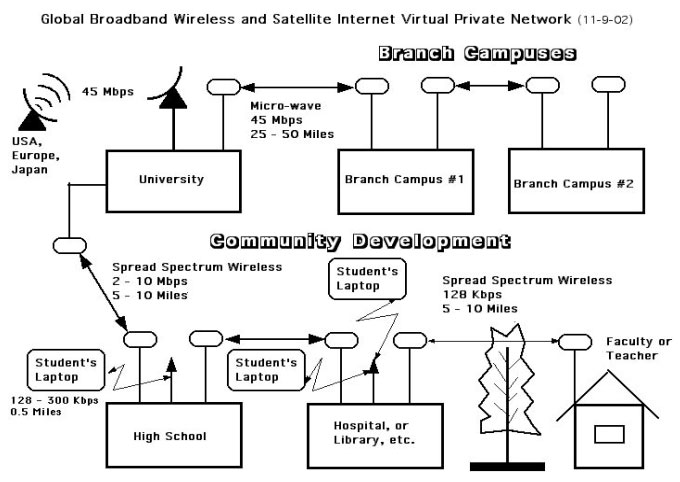 Global Broadband Wireless and Satellite Internet Virtual Private Network (11-9-02)
Branch Campuses
45 Mbps
Micro-wave
45 Mbps
25 - 50 Miles
USA,
Europe,
Japan
University
Branch Campus #1
Branch Campus #2
Community Development
Spread Spectrum Wireless
2 - 10 Mbps
5 - 10 Miles
Student's
Laptop
Spread Spectrum Wireless
128 Kbps
5 - 10 Miles
Student's
Laptop
Student's
Laptop
Faculty or
Teacher
128 - 300 Kbps
0.5 Miles
High School
Hospital, or
Library, etc.